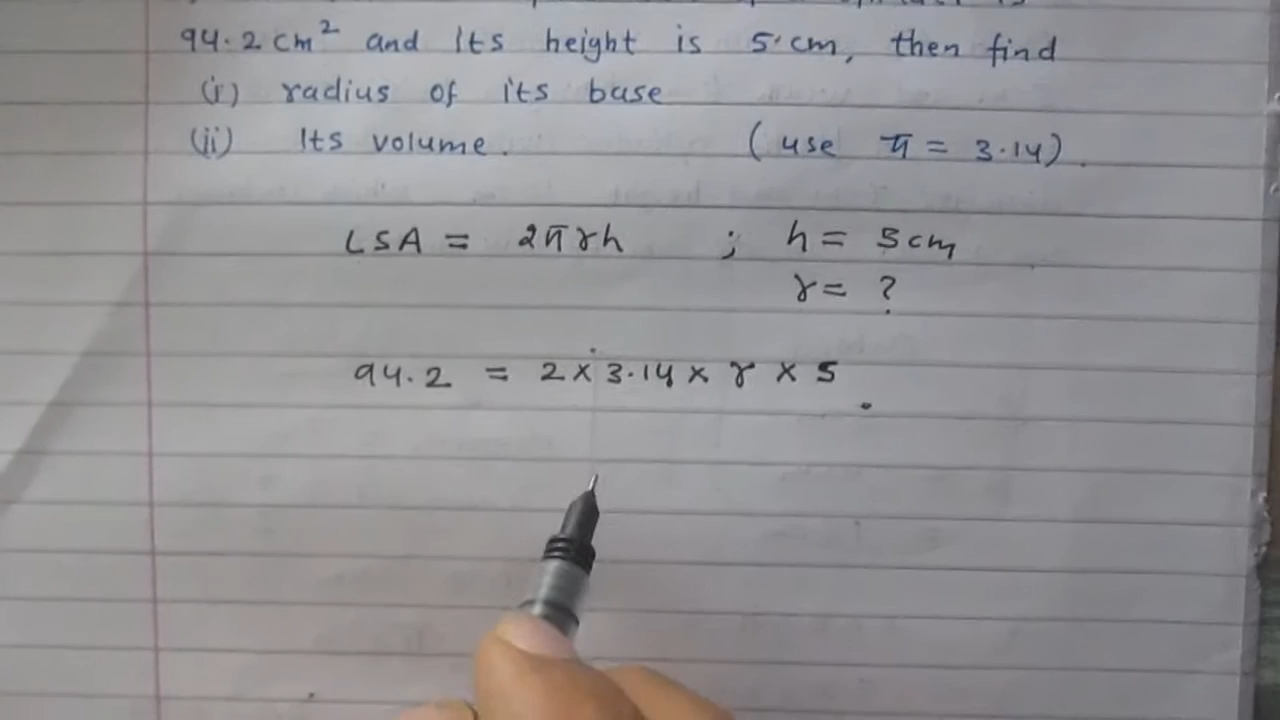 94.2 cm² and its height is 5 cm, then find
(i) radius of its base
(ii) Its volume. (use π = 3.14).
LSA = 2πrh ; h = 5cm
r = ?
94.2 = 2 × 3.14 × r × 5